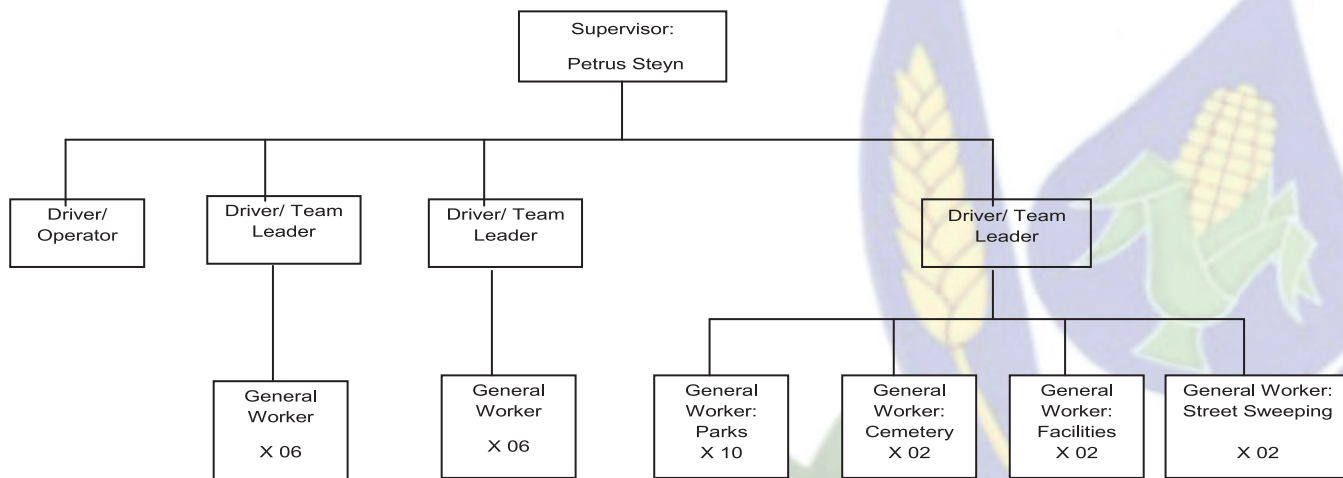 Supervisor:
Petrus Steyn
Driver/
Operator
Driver/ Team
Leader
Driver/ Team
Leader
Driver/ Team
Leader
General
Worker
X 06
General
Worker
X 06
General
Worker:
Parks
X 10
General
Worker:
Cemetery
X 02
General
Worker:
Facilities
X 02
General Worker:
Street Sweeping
X 02